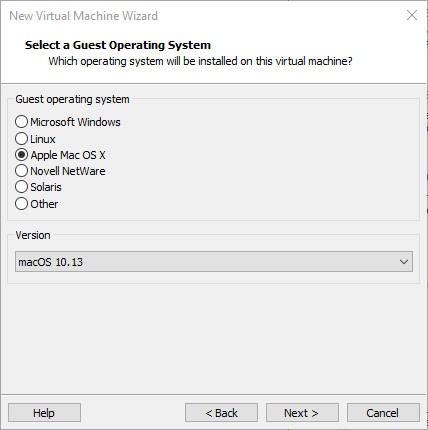 New Virtual Machine Wizard
Select a Guest Operating System
Which operating system will be installed on this virtual machine?
Guest operating system
Microsoft Windows
Linux
Apple Mac OS X
Novell NetWare
Solaris
Other
Version
macOS 10.13
Help
< Back
Next >
Cancel